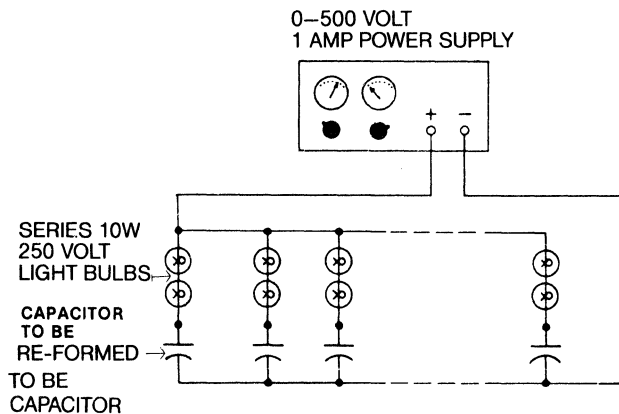 0–500 VOLT
1 AMP POWER SUPPLY
+ −
SERIES 10W
250 VOLT
LIGHT BULBS
CAPACITOR
TO BE
RE-FORMED
TO BE
CAPACITOR